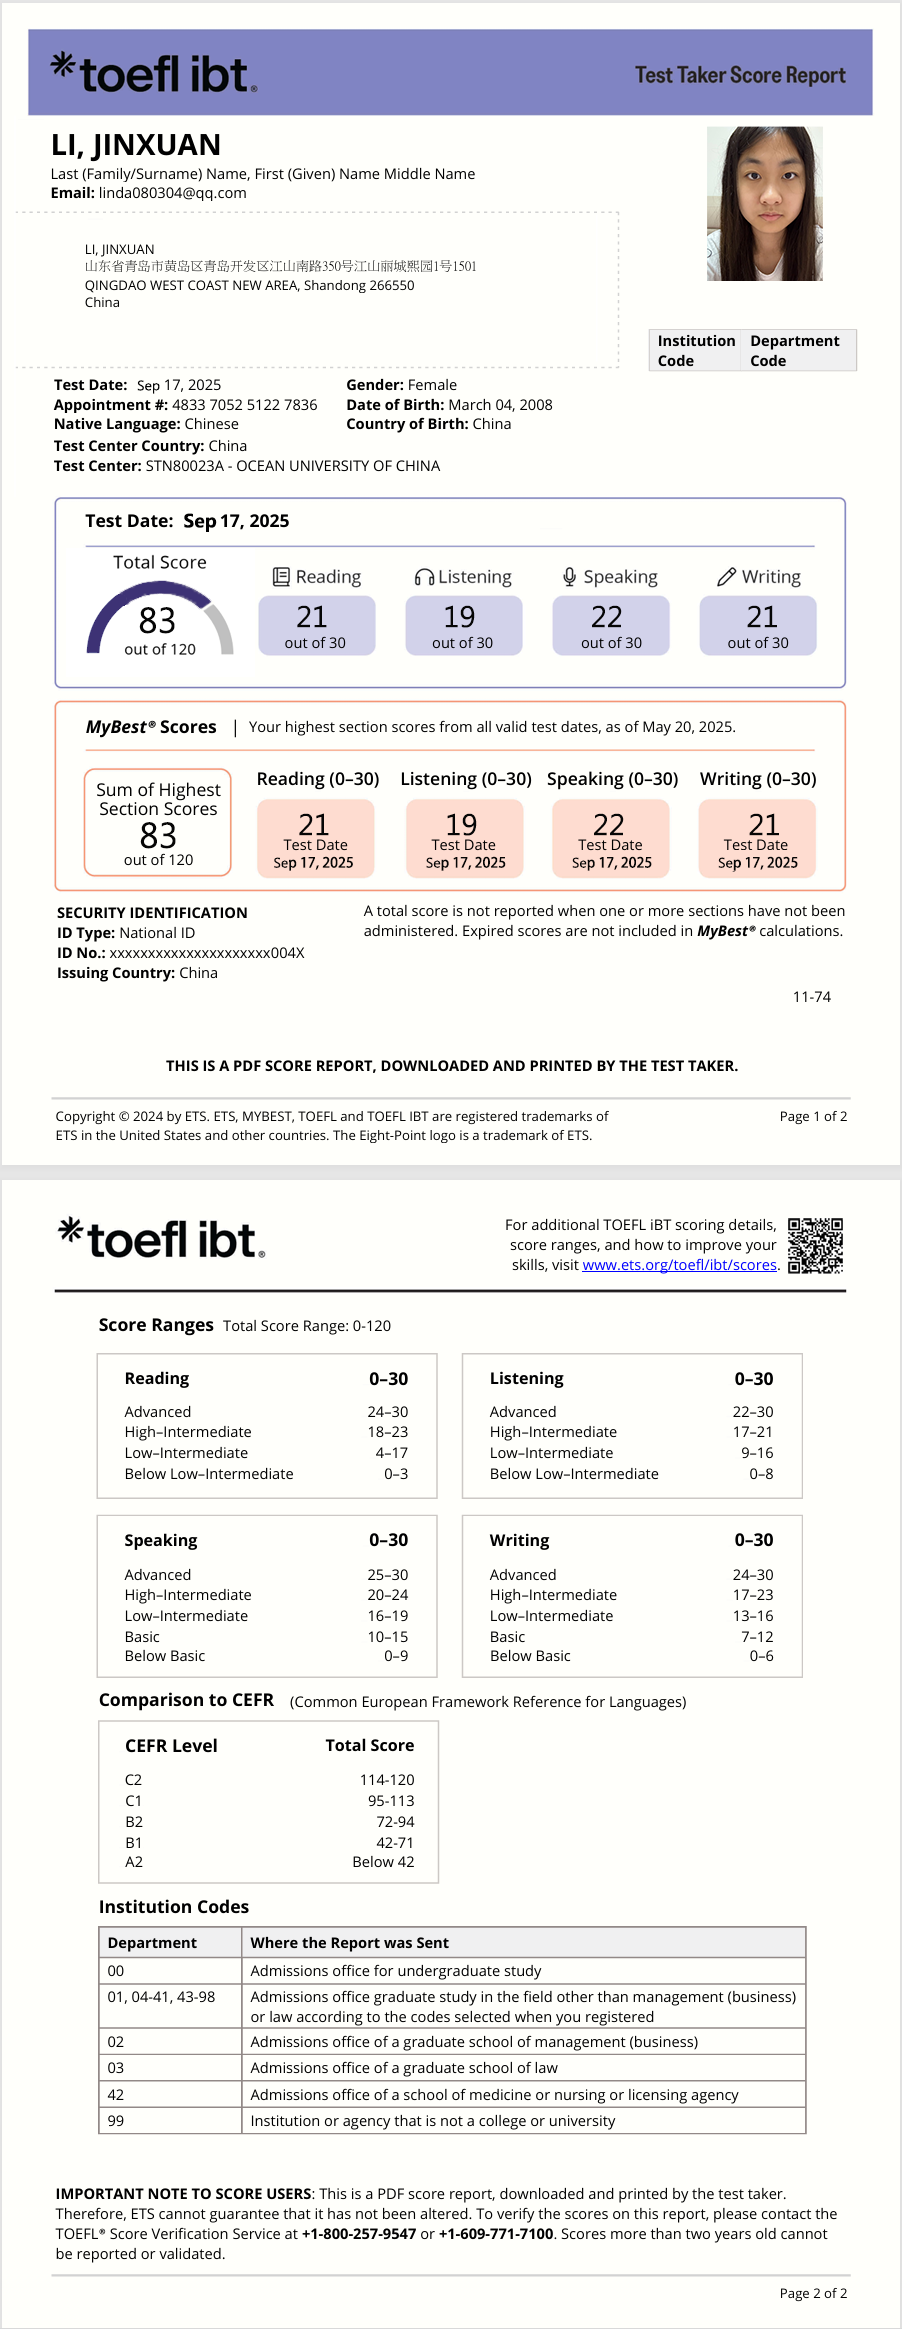 *toefl ibt®
Test Taker Score Report
LI, JINXUAN
Last (Family/Surname) Name, First (Given) Name Middle Name
Email: linda080304@qq.com
LI, JINXUAN
山东省青岛市黄岛区青岛开发区江山南路350号江山丽城熙园1号1501
QINGDAO WEST COAST NEW AREA, Shandong 266550
China
Institution Code
Department Code
Test Date: Sep 17, 2025
Gender: Female
Appointment #: 4833 7052 5122 7836
Date of Birth: March 04, 2008
Native Language: Chinese
Country of Birth: China
Test Center Country: China
Test Center: STN80023A - OCEAN UNIVERSITY OF CHINA
Test Date: Sep 17, 2025
Total Score
83
out of 120
Reading
21
out of 30
Listening
19
out of 30
Speaking
22
out of 30
Writing
21
out of 30
MyBest® Scores | Your highest section scores from all valid test dates, as of May 20, 2025.
Sum of Highest
Section Scores
83
out of 120
Reading (0–30)
21
Test Date
Sep 17, 2025
Listening (0–30)
19
Test Date
Sep 17, 2025
Speaking (0–30)
22
Test Date
Sep 17, 2025
Writing (0–30)
21
Test Date
Sep 17, 2025
SECURITY IDENTIFICATION
ID Type: National ID
ID No.: xxxxxxxxxxxxxxxxxxxxx004X
Issuing Country: China
A total score is not reported when one or more sections have not been
administered. Expired scores are not included in MyBest® calculations.
11-74
THIS IS A PDF SCORE REPORT, DOWNLOADED AND PRINTED BY THE TEST TAKER.
Copyright © 2024 by ETS. ETS, MYBEST, TOEFL and TOEFL IBT are registered trademarks of
ETS in the United States and other countries. The Eight-Point logo is a trademark of ETS.
Page 1 of 2
*toefl ibt®
For additional TOEFL iBT scoring details,
score ranges, and how to improve your
skills, visit www.ets.org/toefl/ibt/scores.
Score Ranges Total Score Range: 0-120
Reading 0–30
Advanced 24–30
High–Intermediate 18–23
Low–Intermediate 4–17
Below Low–Intermediate 0–3
Listening 0–30
Advanced 22–30
High–Intermediate 17–21
Low–Intermediate 9–16
Below Low–Intermediate 0–8
Speaking 0–30
Advanced 25–30
High–Intermediate 20–24
Low–Intermediate 16–19
Basic 10–15
Below Basic 0–9
Writing 0–30
Advanced 24–30
High–Intermediate 17–23
Low–Intermediate 13–16
Basic 7–12
Below Basic 0–6
Comparison to CEFR (Common European Framework Reference for Languages)
CEFR Level Total Score
C2 114-120
C1 95-113
B2 72-94
B1 42-71
A2 Below 42
Institution Codes
Department Where the Report was Sent
00 Admissions office for undergraduate study
01, 04-41, 43-98 Admissions office graduate study in the field other than management (business)
or law according to the codes selected when you registered
02 Admissions office of a graduate school of management (business)
03 Admissions office of a graduate school of law
42 Admissions office of a school of medicine or nursing or licensing agency
99 Institution or agency that is not a college or university
IMPORTANT NOTE TO SCORE USERS: This is a PDF score report, downloaded and printed by the test taker.
Therefore, ETS cannot guarantee that it has not been altered. To verify the scores on this report, please contact the
TOEFL® Score Verification Service at +1-800-257-9547 or +1-609-771-7100. Scores more than two years old cannot
be reported or validated.
Page 2 of 2